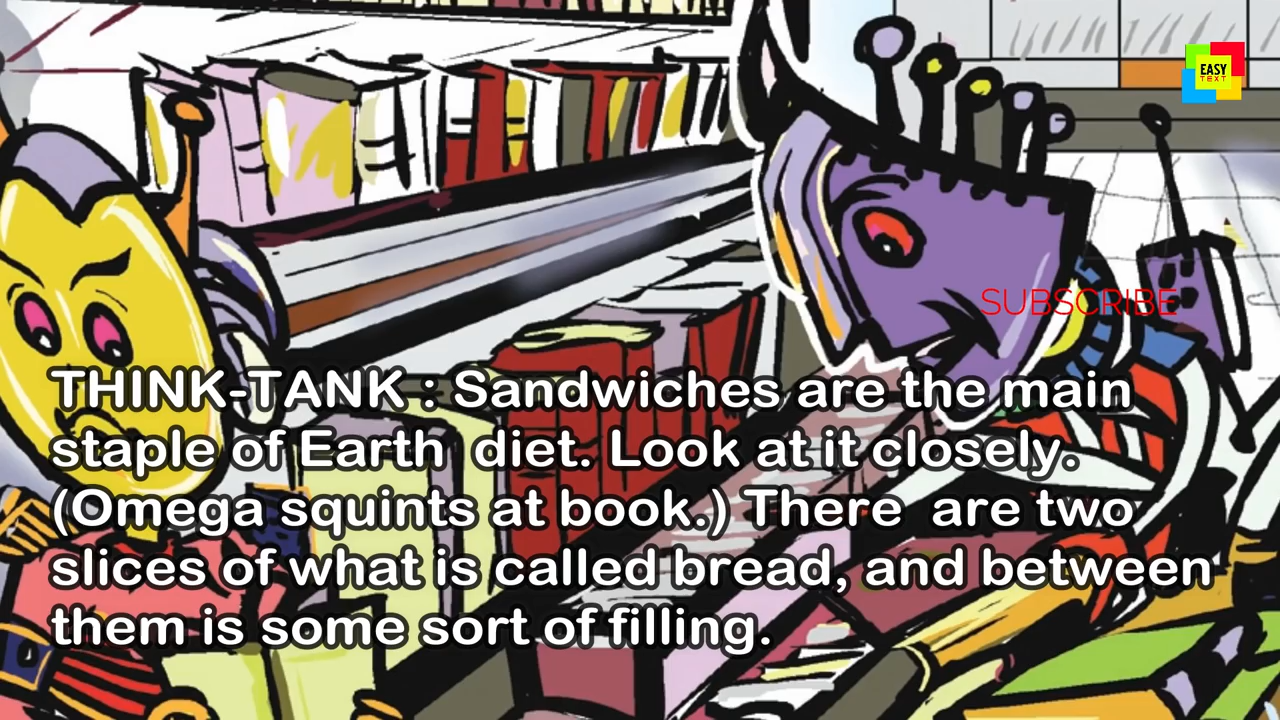 EASY
TEXT
SUBSCRIBE
THINK-TANK : Sandwiches are the main
staple of Earth  diet. Look at it closely.
(Omega squints at book.) There  are two
slices of what is called bread, and between
them is some sort of filling.